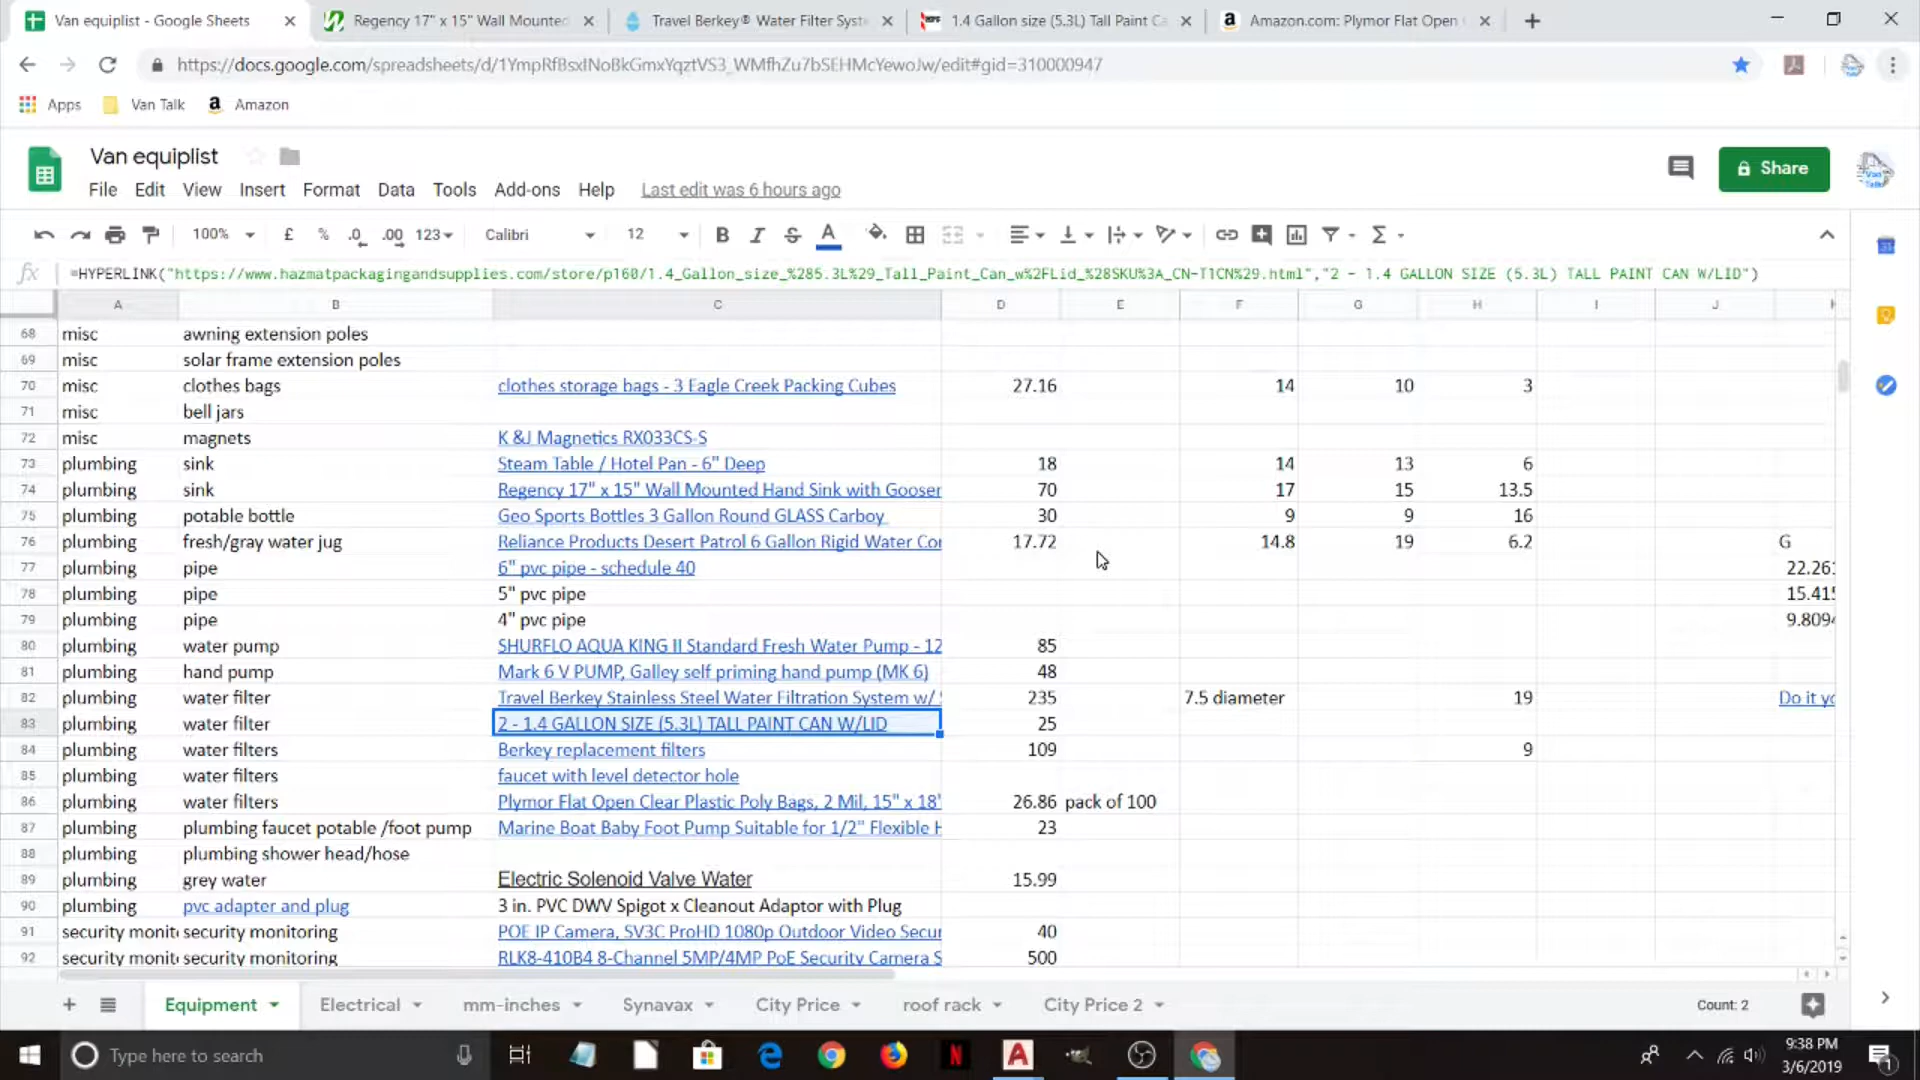 Van equiplist - Google Sheets
Regency 17" x 15" Wall Mounted
Travel Berkey® Water Filter Syst
1.4 Gallon size (5.3L) Tall Paint Ca
Amazon.com: Plymor Flat Open
https://docs.google.com/spreadsheets/d/1YmpRfBsxINoBkGmxYqztVS3_WMfhZu7bSEHMcYewoJw/edit#gid=310000947
Apps Van Talk Amazon
Van equiplist
Share
File Edit View Insert Format Data Tools Add-ons Help Last edit was 6 hours ago
100% £ % .0 .00 123 Calibri 12 B I S A
fx =HYPERLINK("https://www.hazmatpackagingandsupplies.com/store/p160/1.4_Gallon_size_%285.3L%29_Tall_Paint_Can_w%2FLid_%28SKU%3A_CN-T1CN%29.html","2 - 1.4 GALLON SIZE (5.3L) TALL PAINT CAN W/LID")
A B C D E F G H I J
68 misc awning extension poles
69 misc solar frame extension poles
70 misc clothes bags clothes storage bags - 3 Eagle Creek Packing Cubes 27.16 14 10 3
71 misc bell jars
72 misc magnets K &J Magnetics RX033CS-S
73 plumbing sink Steam Table / Hotel Pan - 6" Deep 18 14 13 6
74 plumbing sink Regency 17" x 15" Wall Mounted Hand Sink with Gooser 70 17 15 13.5
75 plumbing potable bottle Geo Sports Bottles 3 Gallon Round GLASS Carboy 30 9 9 16
76 plumbing fresh/gray water jug Reliance Products Desert Patrol 6 Gallon Rigid Water Cor 17.72 14.8 19 6.2 G
77 plumbing pipe 6" pvc pipe - schedule 40 22.261
78 plumbing pipe 5" pvc pipe 15.415
79 plumbing pipe 4" pvc pipe 9.8094
80 plumbing water pump SHURFLO AQUA KING II Standard Fresh Water Pump - 12 85
81 plumbing hand pump Mark 6 V PUMP, Galley self priming hand pump (MK 6) 48
82 plumbing water filter Travel Berkey Stainless Steel Water Filtration System w/ 235 7.5 diameter 19 Do it yo
83 plumbing water filter 2 - 1.4 GALLON SIZE (5.3L) TALL PAINT CAN W/LID 25
84 plumbing water filters Berkey replacement filters 109 9
85 plumbing water filters faucet with level detector hole
86 plumbing water filters Plymor Flat Open Clear Plastic Poly Bags, 2 Mil, 15" x 18" 26.86 pack of 100
87 plumbing plumbing faucet potable /foot pump Marine Boat Baby Foot Pump Suitable for 1/2" Flexible H 23
88 plumbing plumbing shower head/hose
89 plumbing grey water Electric Solenoid Valve Water 15.99
90 plumbing pvc adapter and plug 3 in. PVC DWV Spigot x Cleanout Adaptor with Plug
91 security monit security monitoring POE IP Camera, SV3C ProHD 1080p Outdoor Video Secur 40
92 security monit security monitoring RLK8-410B4 8-Channel 5MP/4MP PoE Security Camera S 500
Equipment Electrical mm-inches Synavax City Price roof rack City Price 2 Count: 2
Type here to search
9:38 PM
3/6/2019